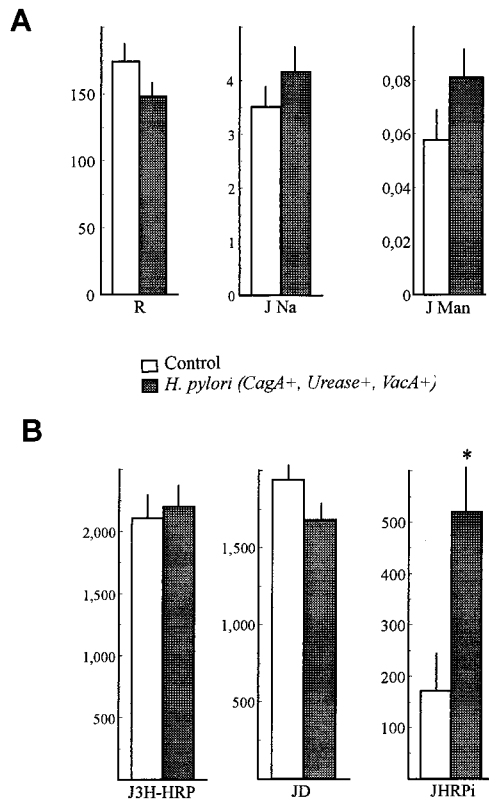 A
150
100
50
0
R
4
3
2
1
0
J Na
0,08
0,06
0,04
0,02
0
J Man
Control
H. pylori (CagA+, Urease+, VacA+)
B
2,000
1,500
1,000
500
J3H-HRP
1,500
1,000
500
JD
*
500
400
300
200
100
JHRPi